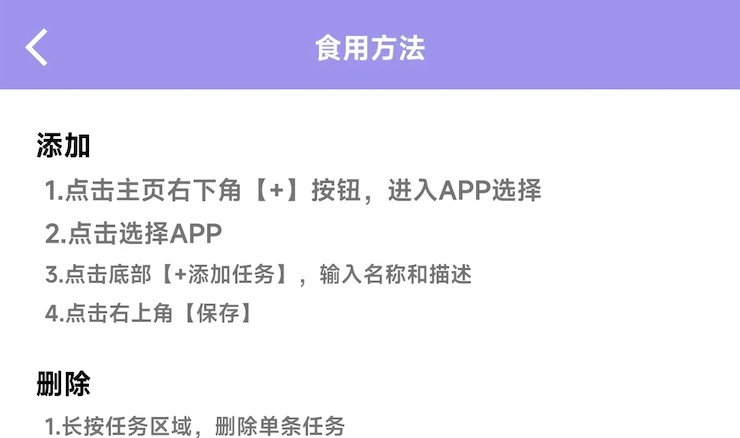 食用方法
添加
1.点击主页右下角【+】按钮，进入APP选择
2.点击选择APP
3.点击底部【+添加任务】，输入名称和描述
4.点击右上角【保存】
删除
1.长按任务区域，删除单条任务